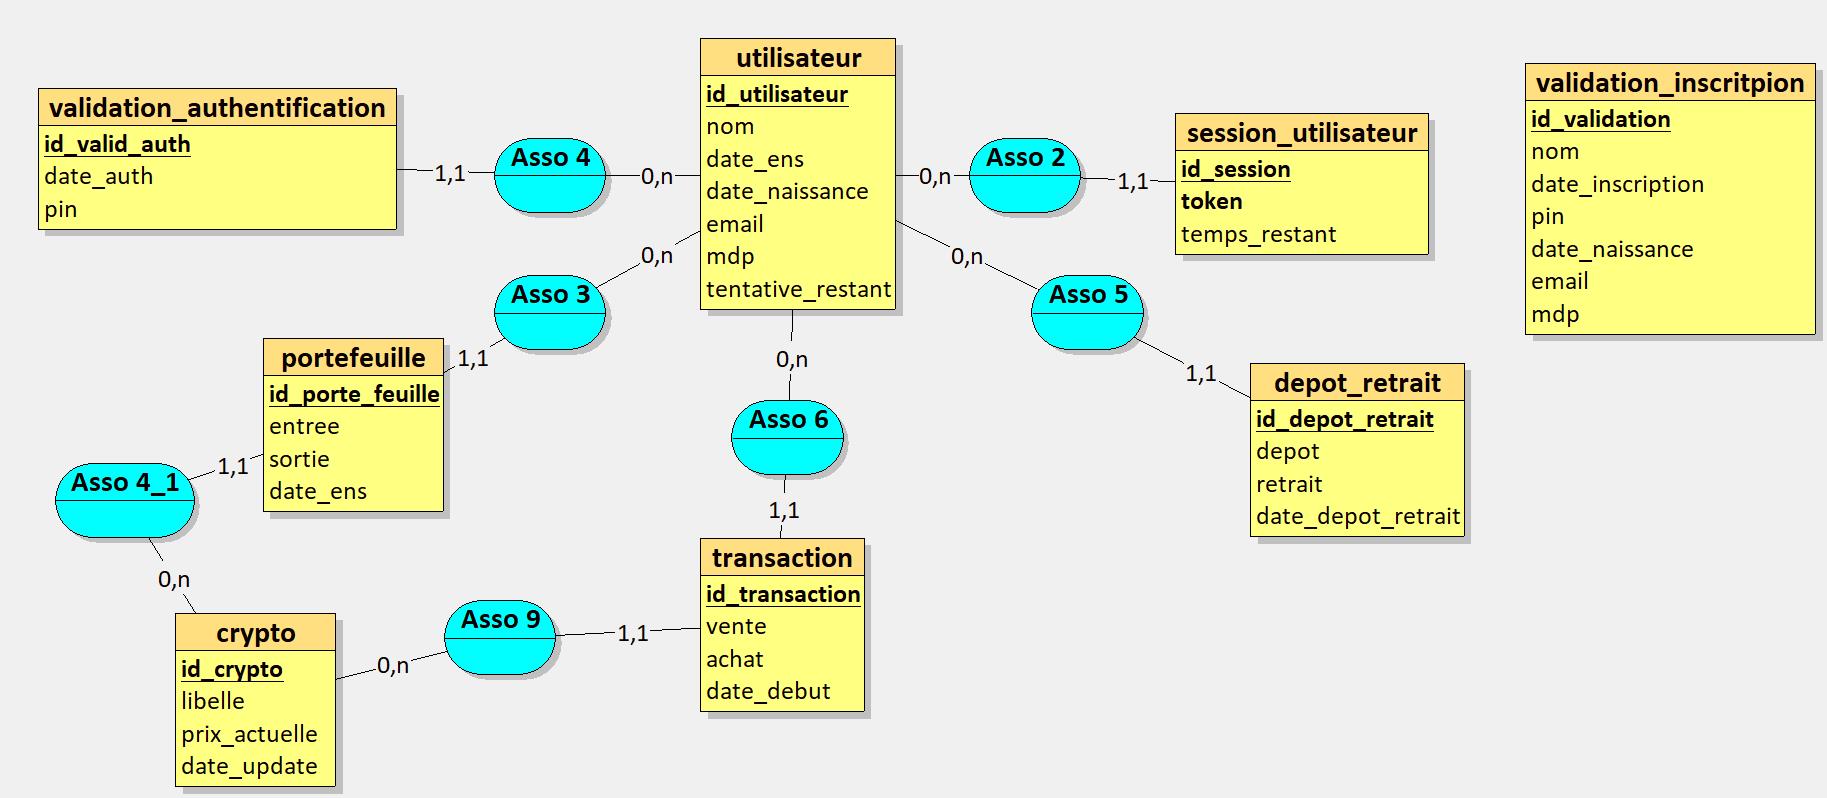 utilisateur
id_utilisateur
nom
date_ens
date_naissance
email
mdp
tentative_restant
validation_authentification
id_valid_auth
date_auth
pin
1,1
Asso 4
0,n
0,n
Asso 2
1,1
session_utilisateur
id_session
token
temps_restant
validation_inscritpion
id_validation
nom
date_inscription
pin
date_naissance
email
mdp
0,n
Asso 3
1,1
0,n
Asso 5
1,1
portefeuille
id_porte_feuille
entree
sortie
date_ens
0,n
Asso 6
1,1
depot_retrait
id_depot_retrait
depot
retrait
date_depot_retrait
1,1
Asso 4_1
0,n
transaction
id_transaction
vente
achat
date_debut
crypto
id_crypto
libelle
prix_actuelle
date_update
0,n
Asso 9
1,1